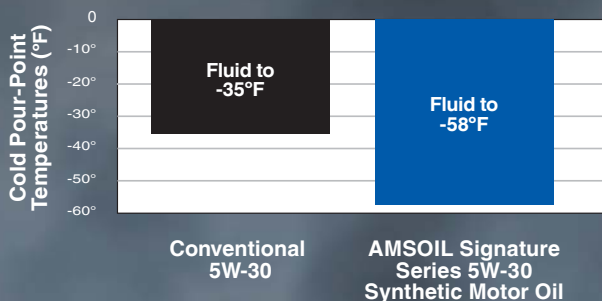 Cold Pour-Point
Temperatures (°F)
0
-10°
-20°
-30°
-40°
-50°
-60°
Fluid to
-35°F
Fluid to
-58°F
Conventional
5W-30
AMSOIL Signature
Series 5W-30
Synthetic Motor Oil